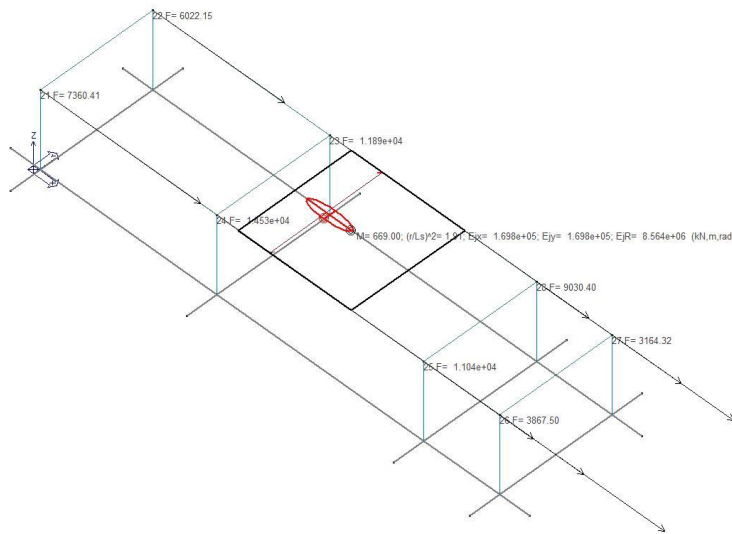 22 F= 6022.15
21 F= 7360.41
23 F=  1.189e+04
Z
24 F=  1.453e+04
M= 669.00; (r/Ls)^2= 1.91; Ejx=  1.698e+05; Ejy=  1.698e+05; EjR=  8.564e+06  (kN,m,rad
28 F= 9030.40
27 F= 3164.32
25 F=  1.104e+04
26 F= 3867.50